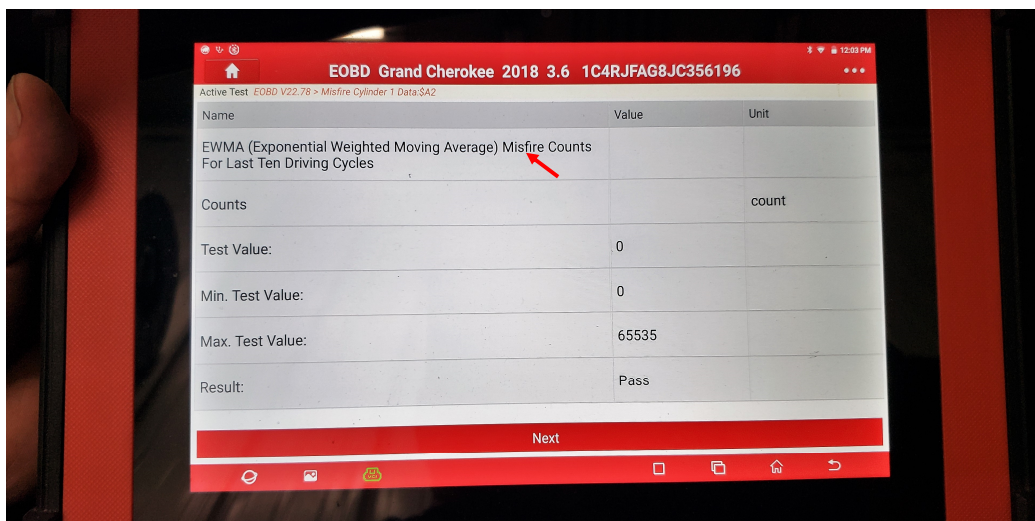 12:03 PM
EOBD Grand Cherokee 2018 3.6 1C4RJFAG8JC356196
Active Test EOBD V22.78 > Misfire Cylinder 1 Data:$A2
Name Value Unit
EWMA (Exponential Weighted Moving Average) Misfire Counts
For Last Ten Driving Cycles
Counts count
Test Value: 0
Min. Test Value: 0
Max. Test Value: 65535
Result: Pass
Next